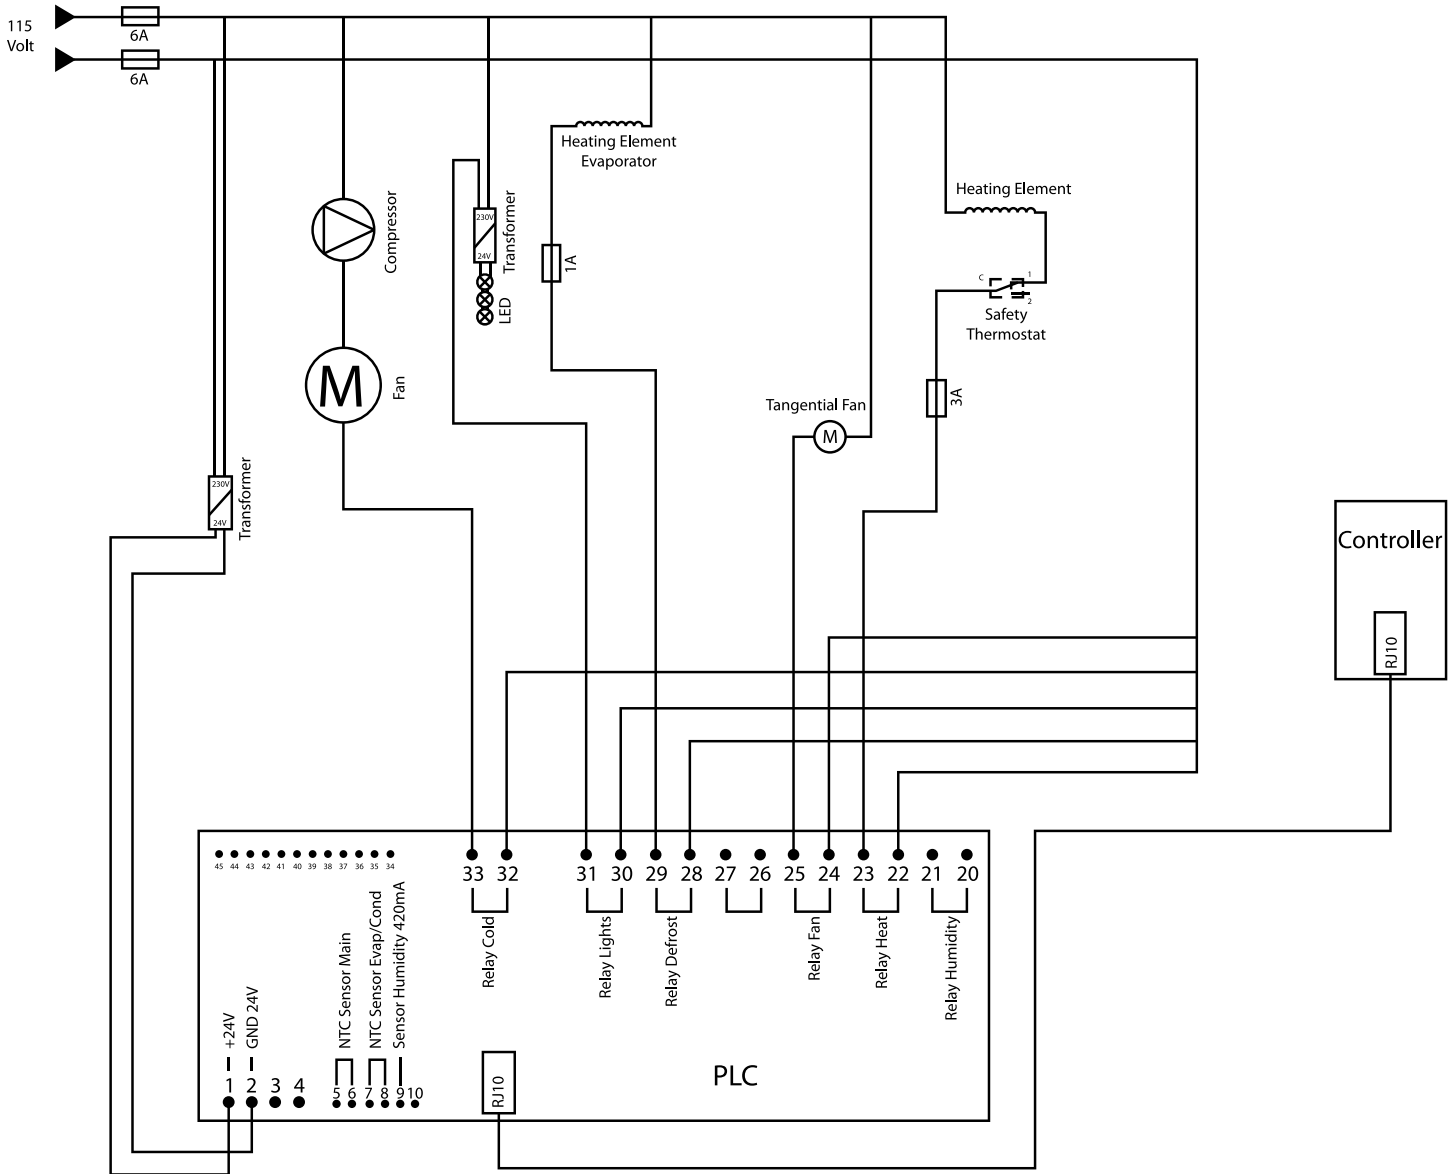 115
Volt
6A
6A
Heating Element
Evaporator
Heating Element
Compressor
230V
24V
Transformer
LED
1A
C
1
2
Safety
Thermostat
Fan
M
3A
Tangential Fan
M
230V
24V
Transformer
Controller
RJ10
45 44 43 42 41 40 39 38 37 36 35 34
33 32 31 30 29 28 27 26 25 24 23 22 21 20
Relay Cold
Relay Lights
Relay Defrost
Relay Fan
Relay Heat
Relay Humidity
+24V
GND 24V
NTC Sensor Main
NTC Sensor Evap/Cond
Sensor Humidity 420mA
1 2 3 4 5 6 7 8 9 10
RJ10
PLC